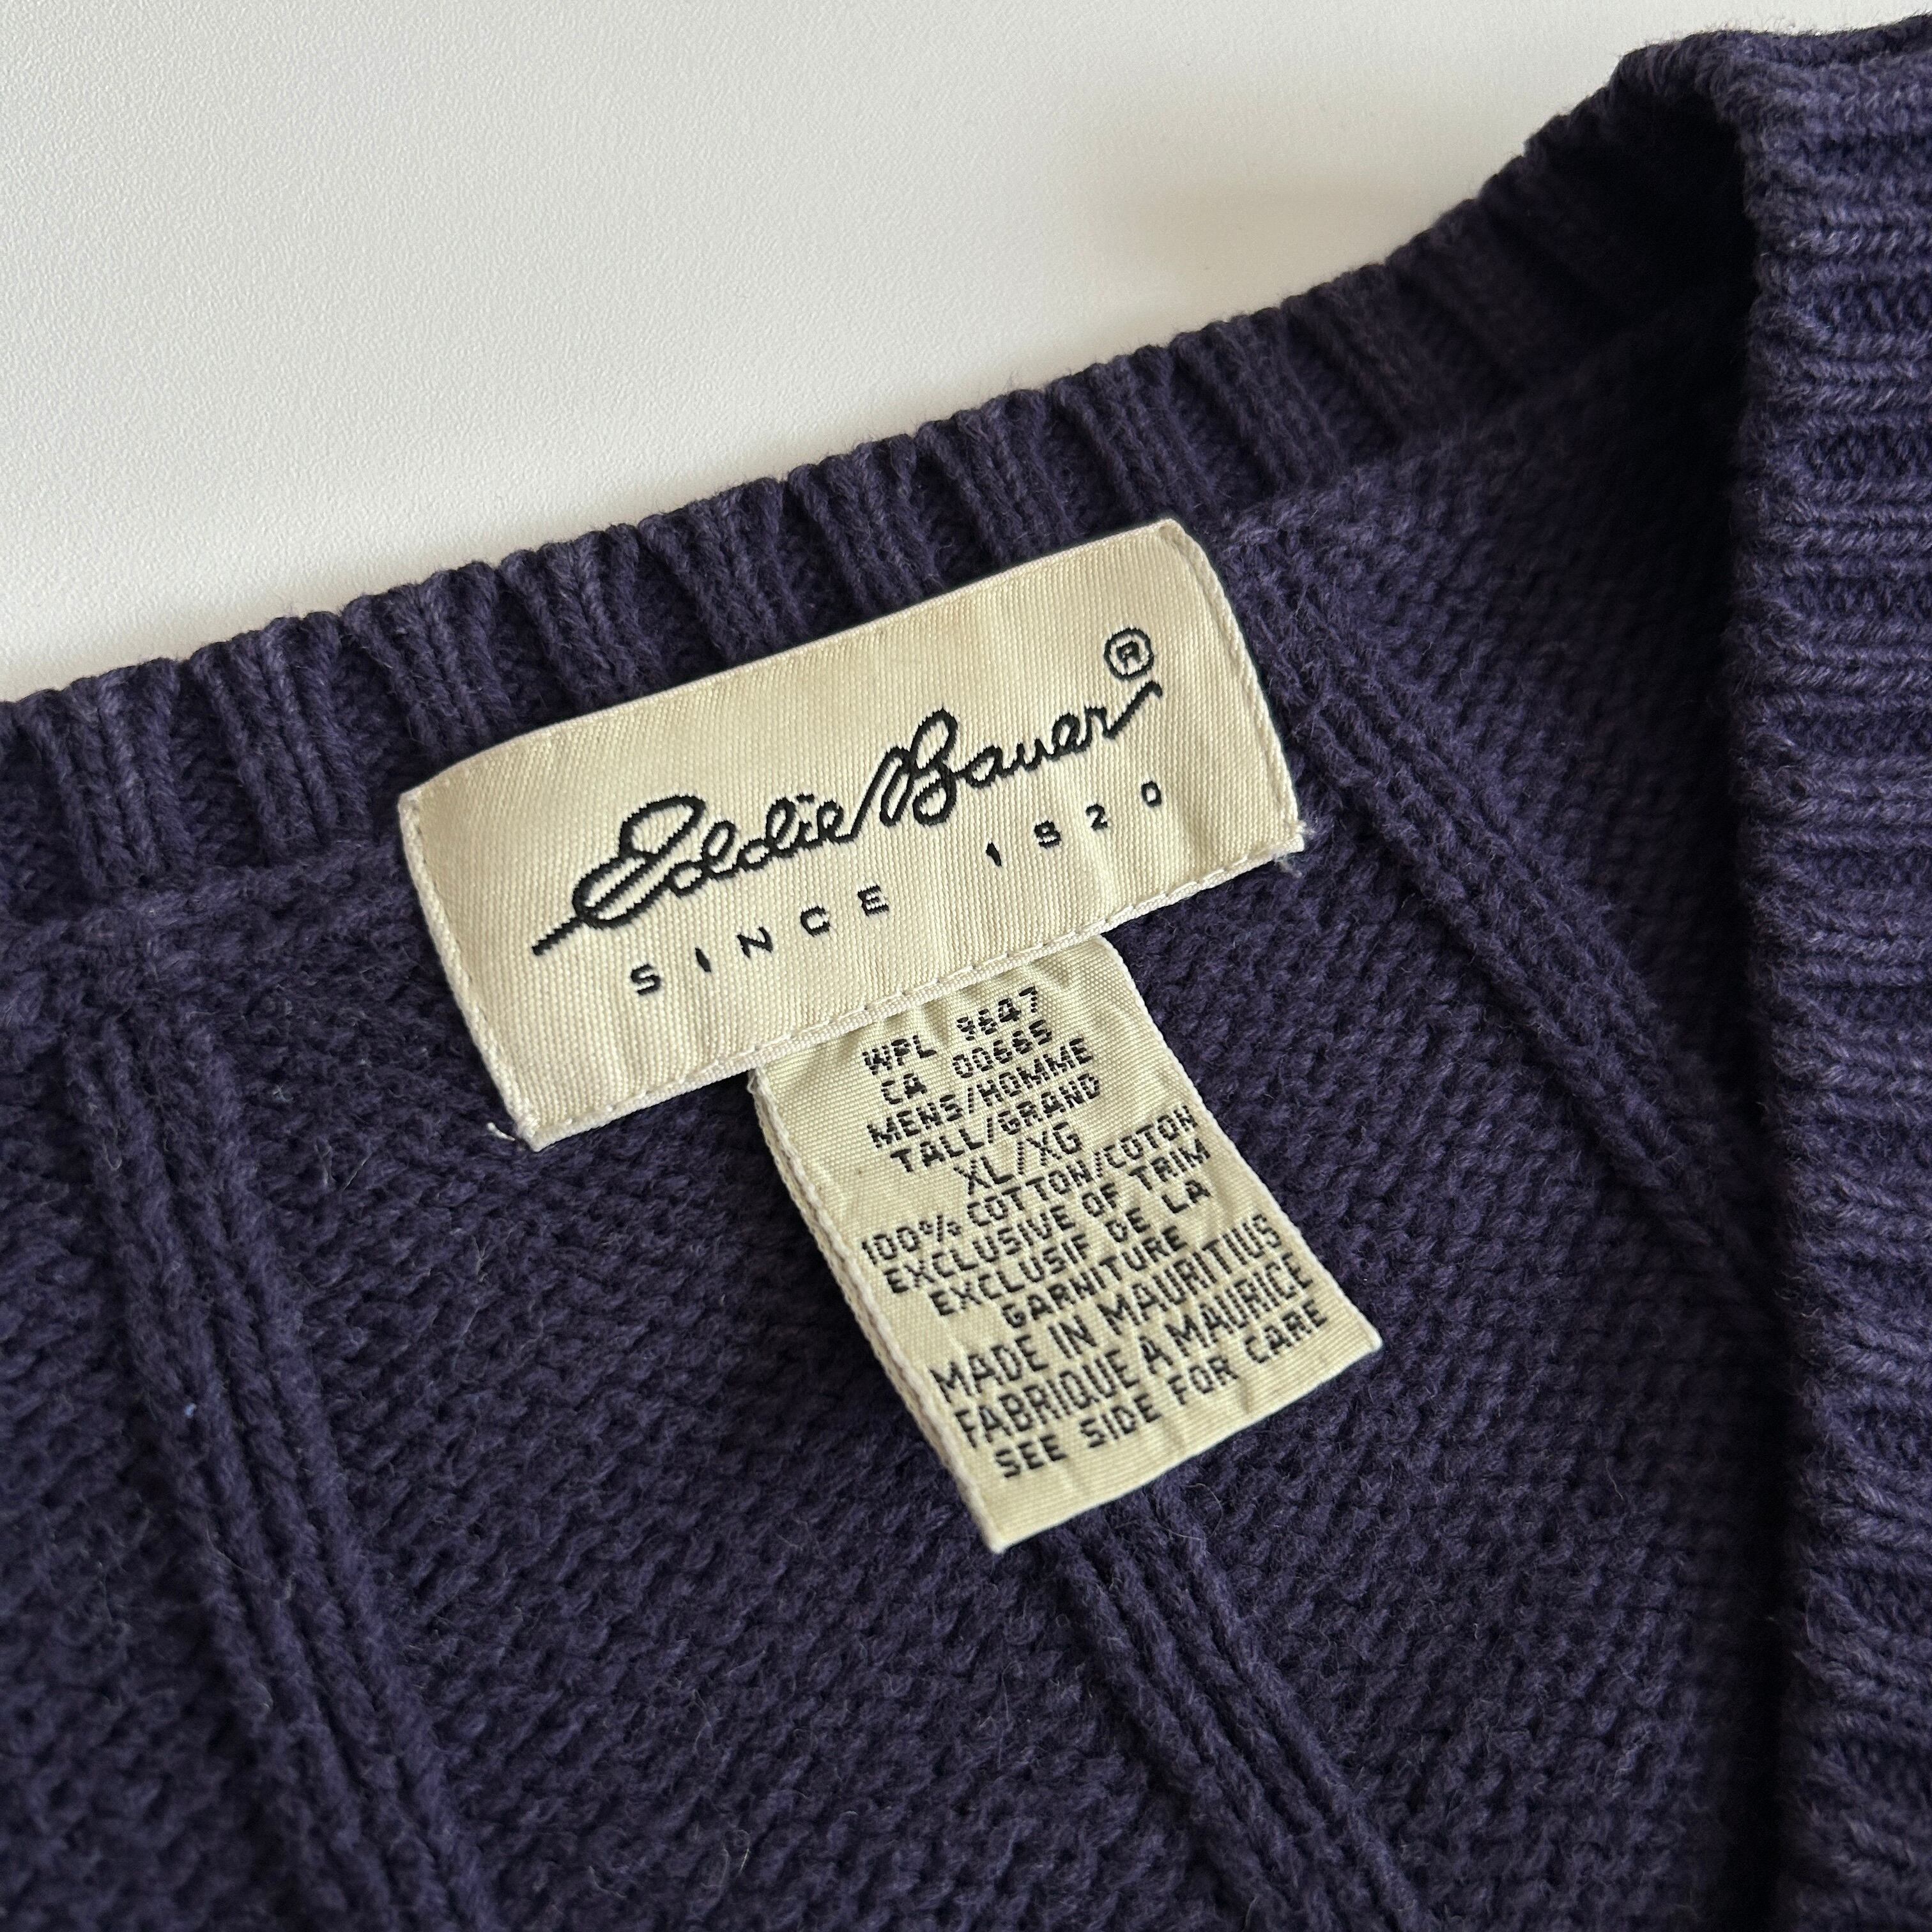 Eddie Bauer ®
SINCE 1920
WPL 9647
CA 00665
MENS/HOMME
TALL/GRAND
XL/XG
100% COTTON/COTON
EXCLUSIVE OF TRIM
EXCLUSIF DE LA
GARNITURE
MADE IN MAURITIUS
FABRIQUE A MAURICE
SEE SIDE FOR CARE